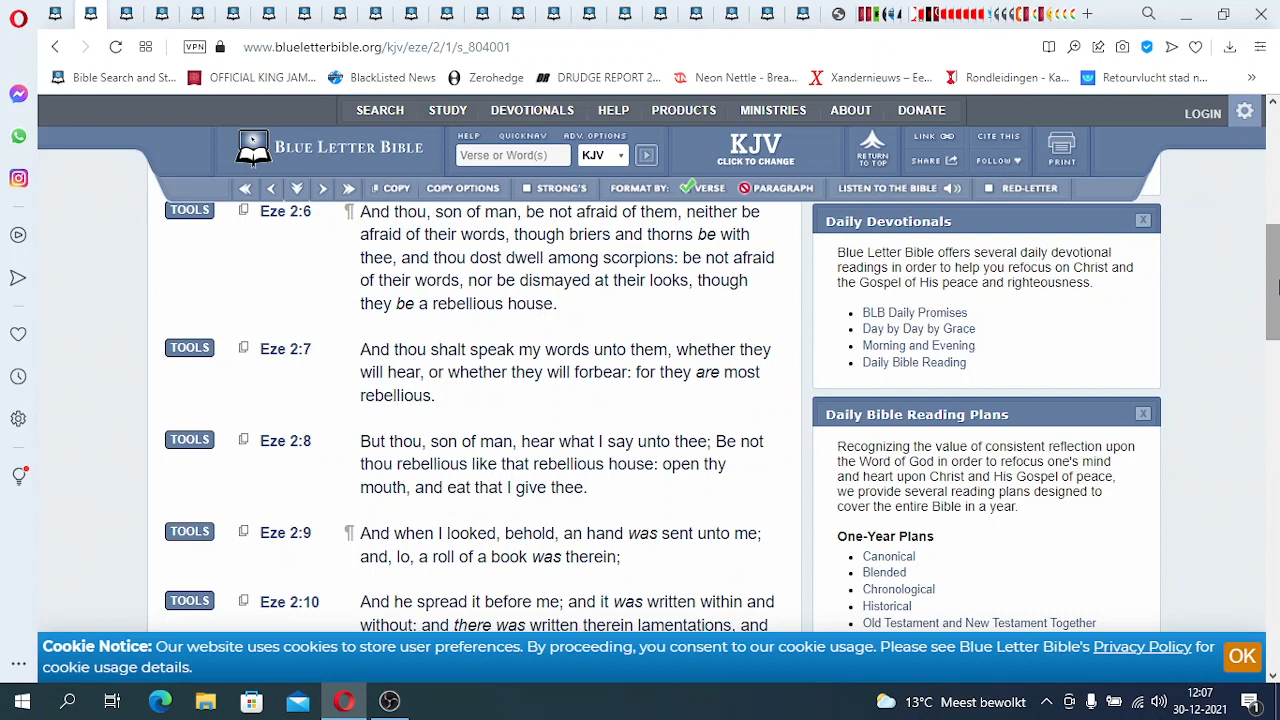 VPN
www.blueletterbible.org/kjv/eze/2/1/s_804001
Bible Search and St...
OFFICIAL KING JAM...
BlackListed News
Zerohedge
DRUDGE REPORT 2...
Neon Nettle - Brea...
Xandernieuws – Ee...
Rondleidingen - Ka...
Retourvlucht stad n...
»
SEARCH STUDY DEVOTIONALS HELP PRODUCTS MINISTRIES ABOUT DONATE
LOGIN
BLUE LETTER BIBLE
HELP QUICKNAV ADV. OPTIONS
Verse or Word(s)
KJV
KJV
CLICK TO CHANGE
RETURN
TO TOP
LINK
CITE THIS
SHARE
FOLLOW
PRINT
COPY COPY OPTIONS STRONG'S FORMAT BY: VERSE PARAGRAPH LISTEN TO THE BIBLE RED-LETTER
TOOLS Eze 2:6 ¶ And thou, son of man, be not afraid of them, neither be
afraid of their words, though briers and thorns be with
thee, and thou dost dwell among scorpions: be not afraid
of their words, nor be dismayed at their looks, though
they be a rebellious house.
TOOLS Eze 2:7 And thou shalt speak my words unto them, whether they
will hear, or whether they will forbear: for they are most
rebellious.
TOOLS Eze 2:8 But thou, son of man, hear what I say unto thee; Be not
thou rebellious like that rebellious house: open thy
mouth, and eat that I give thee.
TOOLS Eze 2:9 ¶ And when I looked, behold, an hand was sent unto me;
and, lo, a roll of a book was therein;
TOOLS Eze 2:10 And he spread it before me; and it was written within and
without: and there was written therein lamentations, and
Daily Devotionals X
Blue Letter Bible offers several daily devotional
readings in order to help you refocus on Christ and
the Gospel of His peace and righteousness.
BLB Daily Promises
Day by Day by Grace
Morning and Evening
Daily Bible Reading
Daily Bible Reading Plans X
Recognizing the value of consistent reflection upon
the Word of God in order to refocus one's mind
and heart upon Christ and His Gospel of peace,
we provide several reading plans designed to
cover the entire Bible in a year.
One-Year Plans
Canonical
Blended
Chronological
Historical
Old Testament and New Testament Together
Cookie Notice: Our website uses cookies to store user preferences. By proceeding, you consent to our cookie usage. Please see Blue Letter Bible's Privacy Policy for
cookie usage details.
OK
13°C Meest bewolkt
12:07
30-12-2021
1